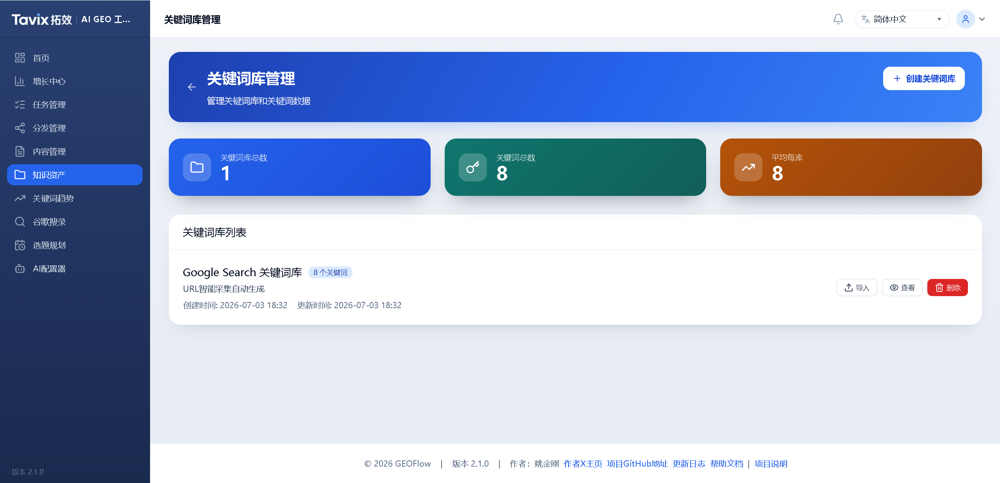 Tavix 拓效 | AI GEO 工...
关键词库管理
简体中文
首页
增长中心
任务管理
分发管理
内容管理
知识资产
关键词趋势
谷歌搜录
选题规划
AI配置器
版本 2.1.0
关键词库管理
管理关键词库和关键词数据
+ 创建关键词库
关键词库总数
1
关键词总数
8
平均每库
8
关键词库列表
Google Search 关键词库 8 个关键词
URL智能采集自动生成
创建时间: 2026-07-03 18:32 更新时间: 2026-07-03 18:32
导入 查看 删除
© 2026 GEOFlow | 版本 2.1.0 | 作者：姚金刚 作者X主页 项目GitHub地址 更新日志 帮助文档 | 项目说明